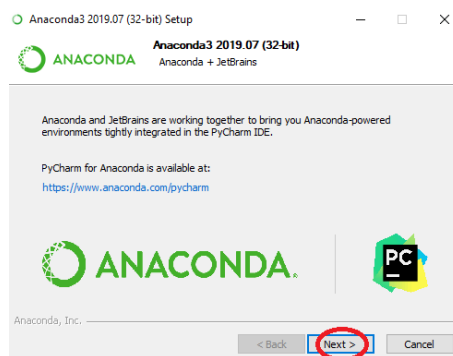 Anaconda3 2019.07 (32-bit) Setup
Anaconda3 2019.07 (32-bit)
ANACONDA
Anaconda + JetBrains
Anaconda and JetBrains are working together to bring you Anaconda-powered
environments tightly integrated in the PyCharm IDE.
PyCharm for Anaconda is available at:
https://www.anaconda.com/pycharm
ANACONDA.
PC
Anaconda, Inc.
< Back Next > Cancel